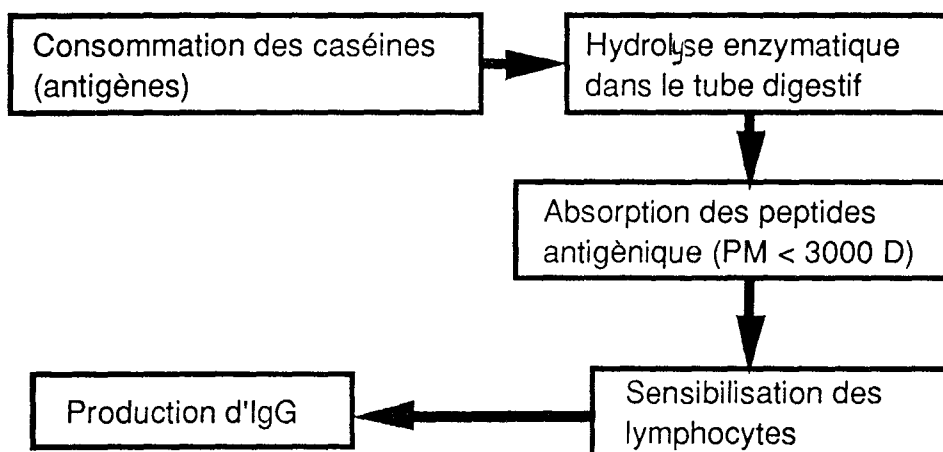 Consommation des caséines
(antigènes)
Hydrolyse enzymatique
dans le tube digestif
Absorption des peptides
antigènique (PM < 3000 D)
Sensibilisation des
lymphocytes
Production d'IgG